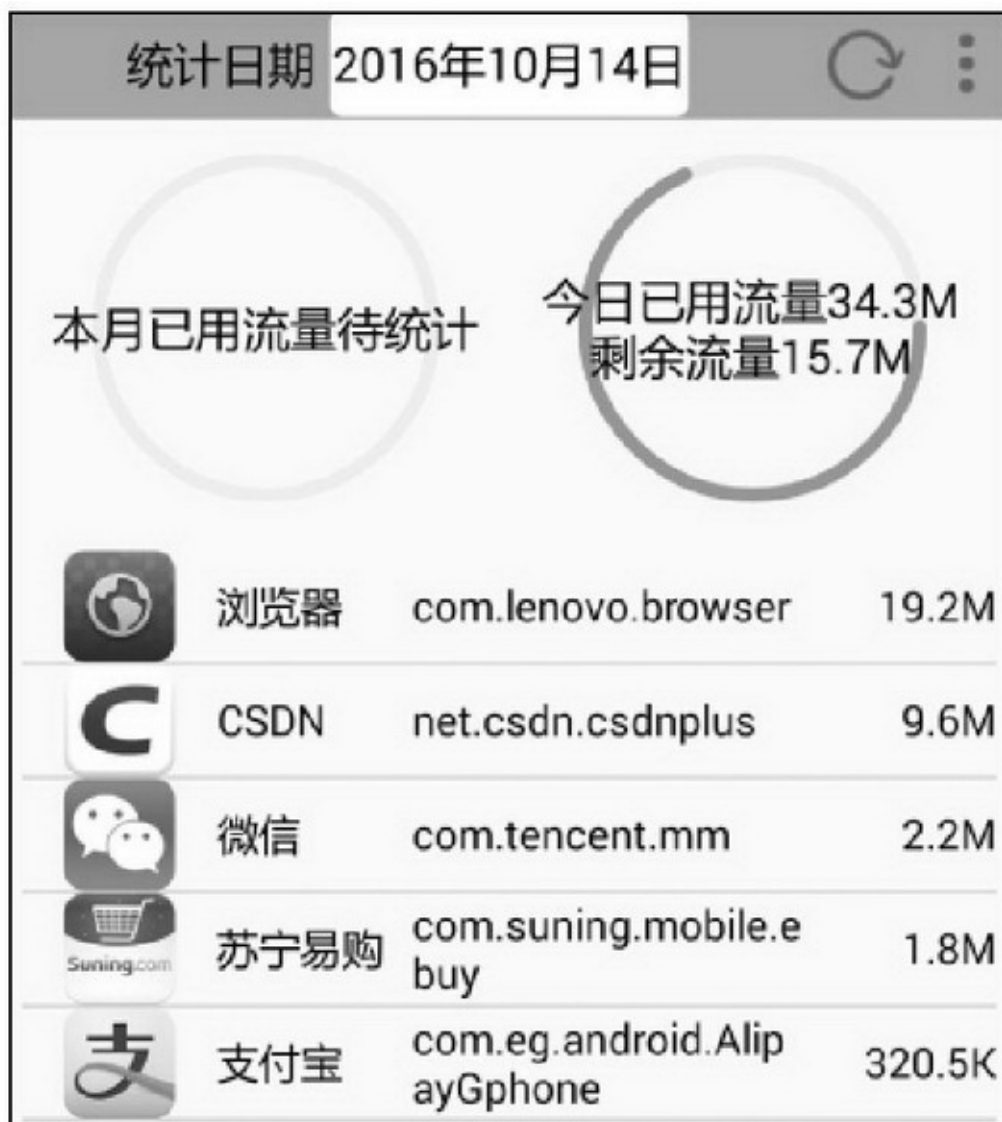 统计日期 2016年10月14日
本月已用流量待统计
今日已用流量34.3M
剩余流量15.7M
浏览器 com.lenovo.browser 19.2M
CSDN net.csdn.csdnplus 9.6M
微信 com.tencent.mm 2.2M
Suning.com 苏宁易购 com.suning.mobile.e
buy 1.8M
支 支付宝 com.eg.android.Alip
ayGphone 320.5K